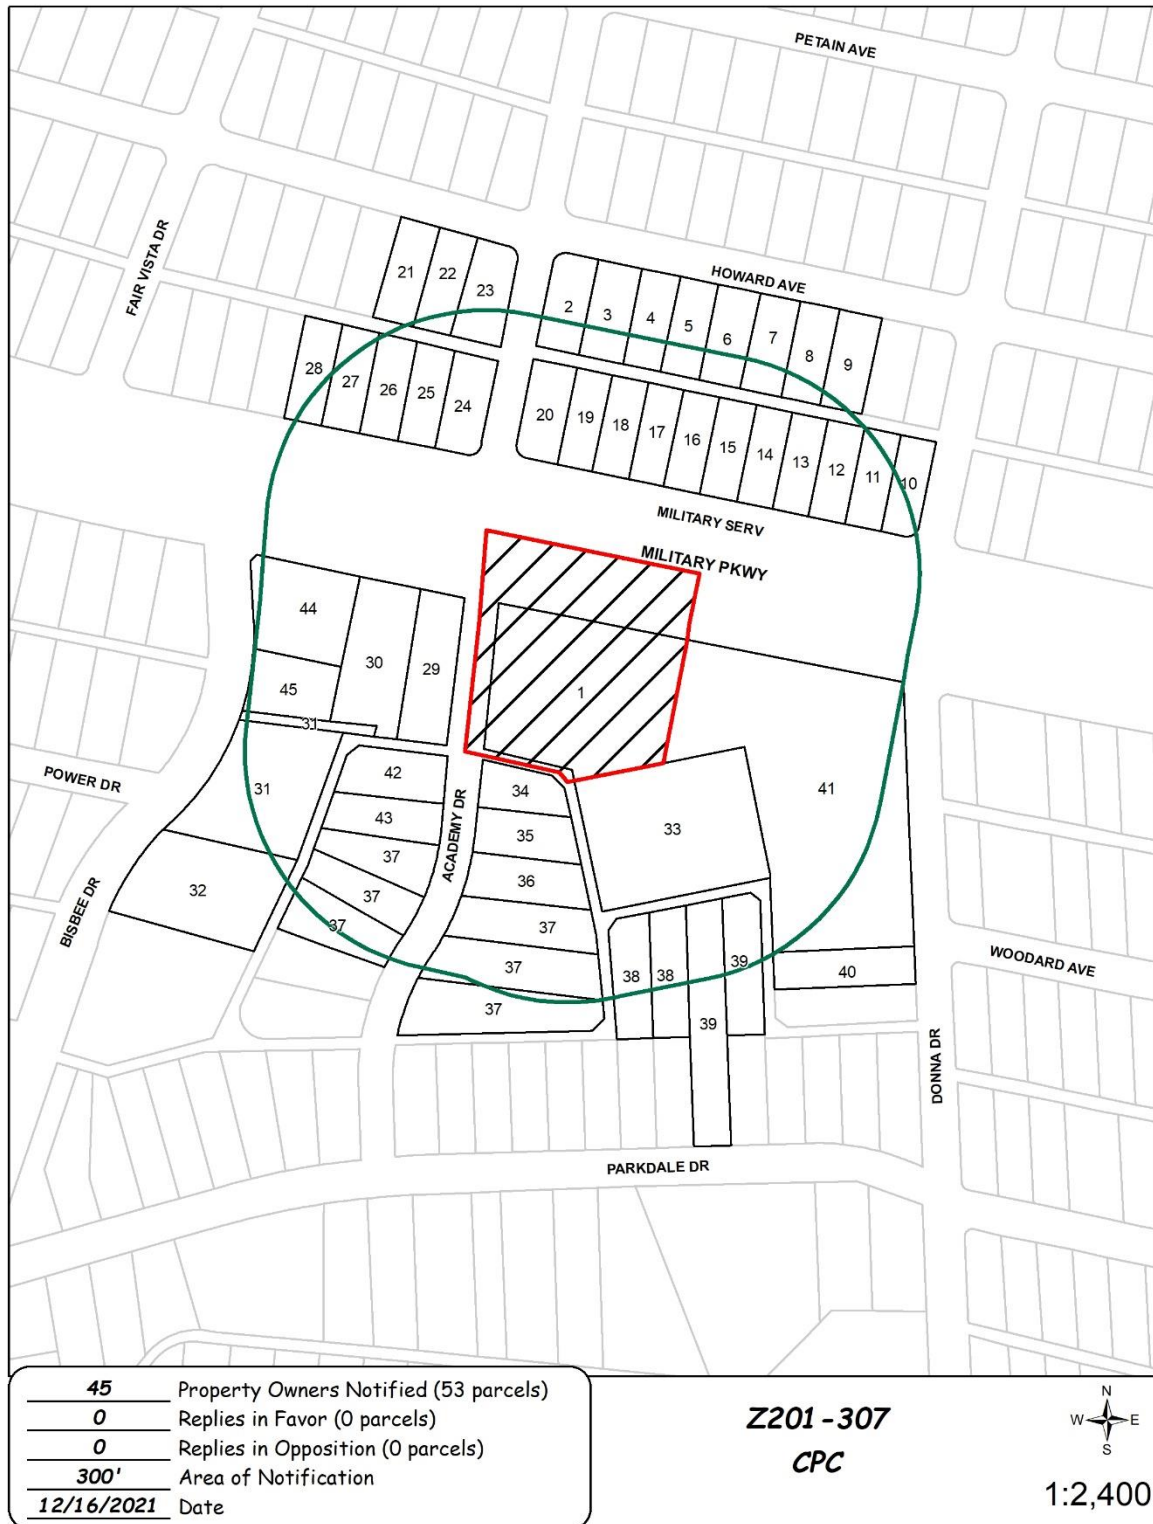 PETAIN AVE
FAIR VISTA DR
HOWARD AVE
21 22 23
2 3 4 5 6 7 8 9
28 27 26 25 24
20 19 18 17 16 15 14 13 12 11 10
MILITARY SERV
MILITARY PKWY
44
30
29
45
1
31
POWER DR
31
42
34
41
43
35
33
37
ACADEMY DR
36
32
37
37
37
BISBEE DR
37
38 38 39
40
WOODARD AVE
37
39
DONNA DR
PARKDALE DR
45 Property Owners Notified (53 parcels)
0 Replies in Favor (0 parcels)
0 Replies in Opposition (0 parcels)
300' Area of Notification
12/16/2021 Date
Z201-307
CPC
N
W E
S
1:2,400